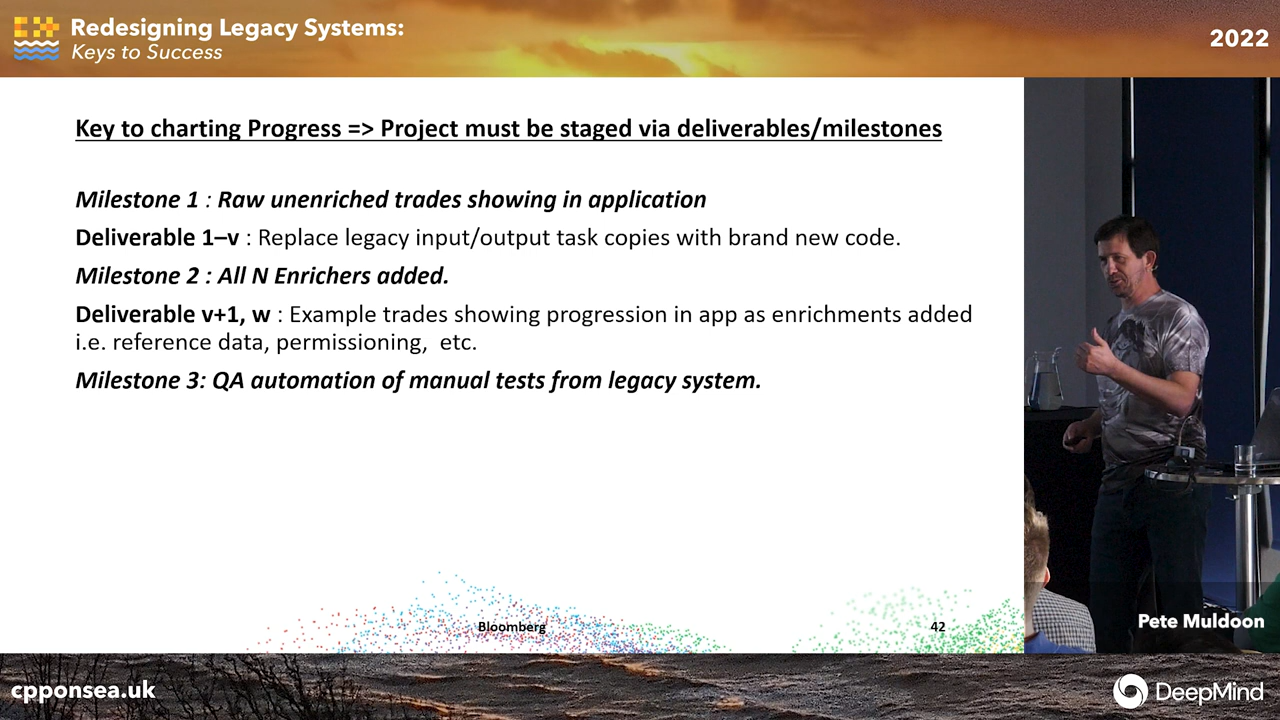 Redesigning Legacy Systems:
Keys to Success
2022
Key to charting Progress => Project must be staged via deliverables/milestones
Milestone 1 : Raw unenriched trades showing in application
Deliverable 1–v : Replace legacy input/output task copies with brand new code.
Milestone 2 : All N Enrichers added.
Deliverable v+1, w : Example trades showing progression in app as enrichments added
i.e. reference data, permissioning, etc.
Milestone 3: QA automation of manual tests from legacy system.
Bloomberg
42
Pete Muldoon
cpponsea.uk
DeepMind